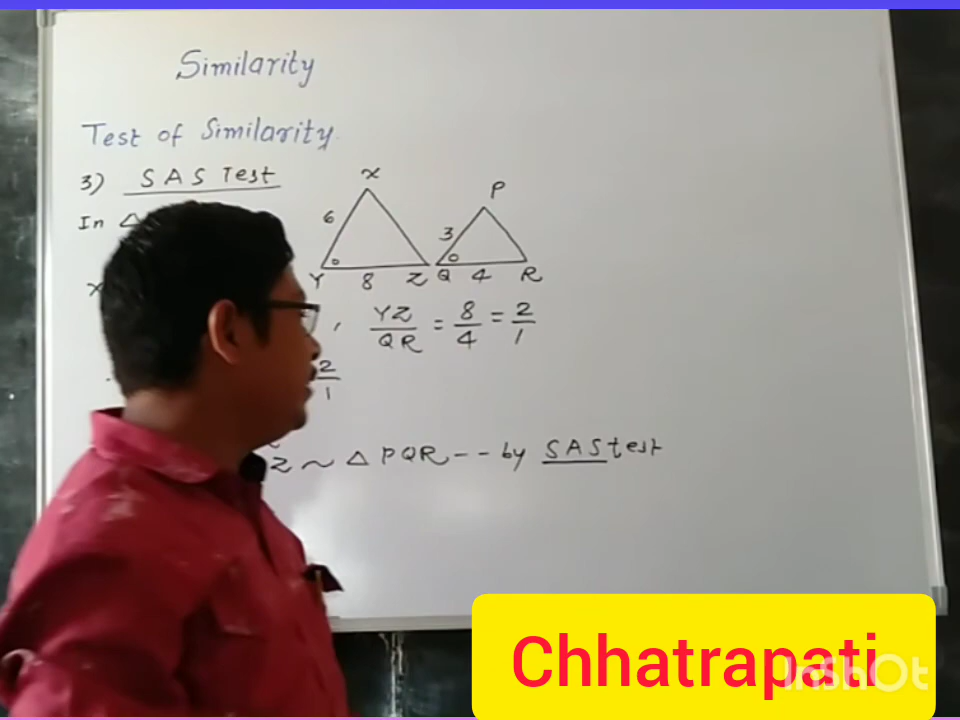 Similarity
Test of Similarity.
3) SAS Test
In △
X
6
Y 8 Z
P
3
Q 4 R
, YZ/QR = 8/4 = 2/1
2/1
Z ~ △ PQR -- by SAS test
Chhatrapati
InShOt